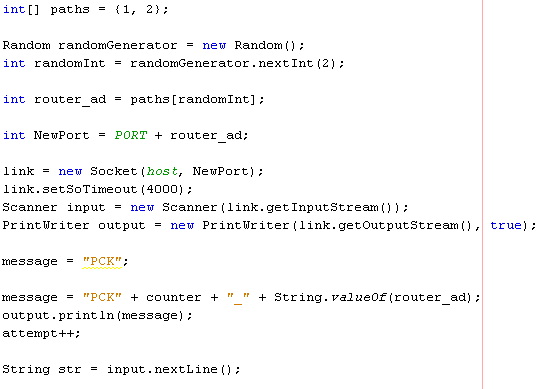 int[] paths = {1, 2};
Random randomGenerator = new Random();
int randomInt = randomGenerator.nextInt(2);
int router_ad = paths[randomInt];
int NewPort = PORT + router_ad;
link = new Socket(host, NewPort);
link.setSoTimeout(4000);
Scanner input = new Scanner(link.getInputStream());
PrintWriter output = new PrintWriter(link.getOutputStream(), true);
message = "PCK";
message = "PCK" + counter + "_" + String.valueOf(router_ad);
output.println(message);
attempt++;
String str = input.nextLine();